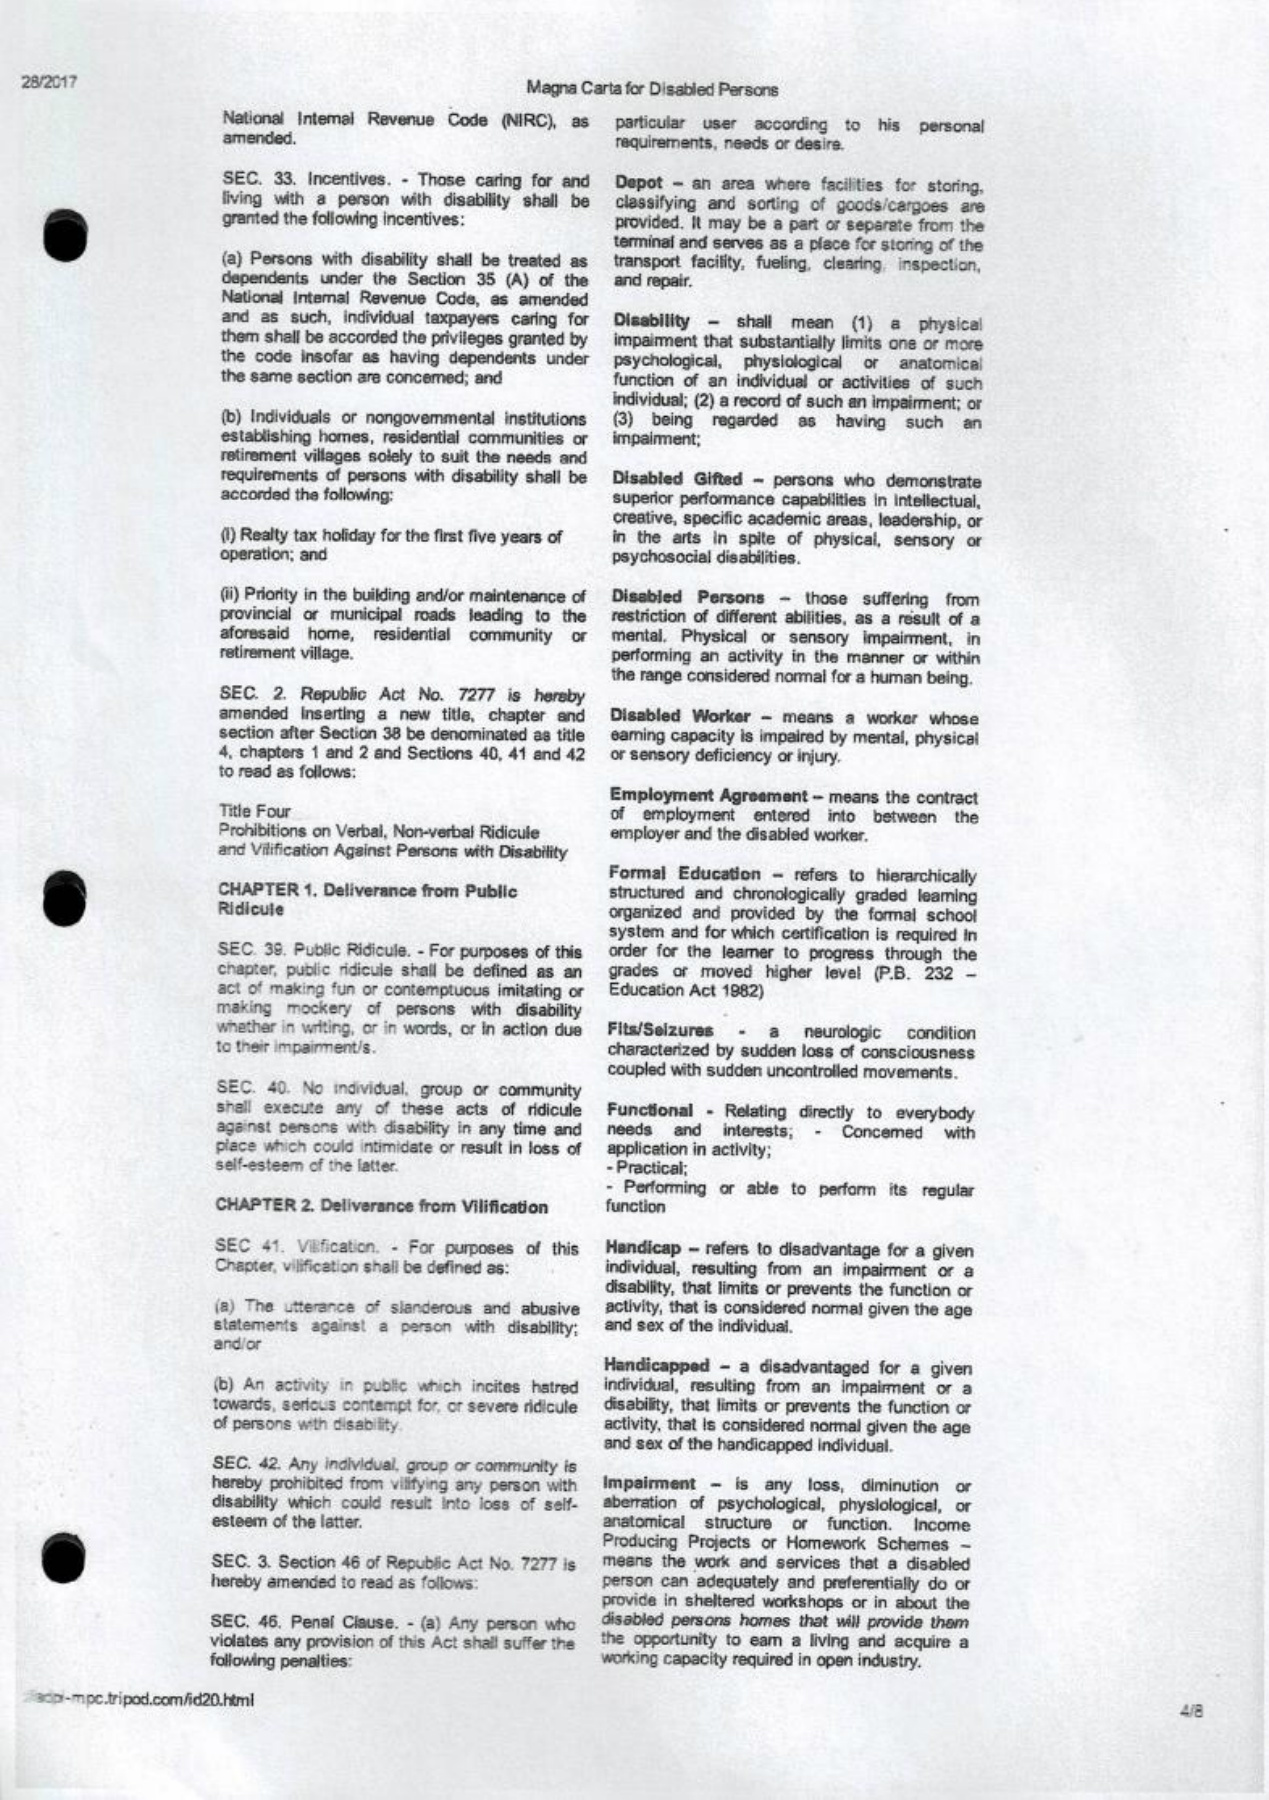 28/2017
Magna Carta for Disabled Persons
National Internal Revenue Code (NIRC), as
amended.
SEC. 33. Incentives. - Those caring for and
living with a person with disability shall be
granted the following incentives:
(a) Persons with disability shall be treated as
dependents under the Section 35 (A) of the
National Internal Revenue Code, as amended
and as such, individual taxpayers caring for
them shall be accorded the privileges granted by
the code insofar as having dependents under
the same section are concerned; and
(b) Individuals or nongovernmental institutions
establishing homes, residential communities or
retirement villages solely to suit the needs and
requirements of persons with disability shall be
accorded the following:
(i) Realty tax holiday for the first five years of
operation; and
(ii) Priority in the building and/or maintenance of
provincial or municipal roads leading to the
aforesaid home, residential community or
retirement village.
SEC. 2. Republic Act No. 7277 is hereby
amended inserting a new title, chapter and
section after Section 38 be denominated as title
4, chapters 1 and 2 and Sections 40, 41 and 42
to read as follows:
Title Four
Prohibitions on Verbal, Non-verbal Ridicule
and Vilification Against Persons with Disability
CHAPTER 1. Deliverance from Public
Ridicule
SEC. 39. Public Ridicule. - For purposes of this
chapter, public ridicule shall be defined as an
act of making fun or contemptuous imitating or
making mockery of persons with disability
whether in writing, or in words, or in action due
to their impairment/s.
SEC. 40. No individual, group or community
shall execute any of these acts of ridicule
against persons with disability in any time and
place which could intimidate or result in loss of
self-esteem of the latter.
CHAPTER 2. Deliverance from Vilification
SEC 41. Vilification. - For purposes of this
Chapter, vilification shall be defined as:
(a) The utterance of slanderous and abusive
statements against a person with disability;
and/or
(b) An activity in public which incites hatred
towards, serious contempt for, or severe ridicule
of persons with disability.
SEC. 42. Any individual, group or community is
hereby prohibited from vilifying any person with
disability which could result into loss of self-
esteem of the latter.
SEC. 3. Section 46 of Republic Act No. 7277 is
hereby amended to read as follows:
SEC. 46. Penal Clause. - (a) Any person who
violates any provision of this Act shall suffer the
following penalties:
particular user according to his personal
requirements, needs or desire.
Depot – an area where facilities for storing,
classifying and sorting of goods/cargoes are
provided. It may be a part or separate from the
terminal and serves as a place for storing of the
transport facility, fueling, clearing, inspection,
and repair.
Disability – shall mean (1) a physical
impairment that substantially limits one or more
psychological, physiological or anatomical
function of an individual or activities of such
individual; (2) a record of such an impairment; or
(3) being regarded as having such an
impairment;
Disabled Gifted – persons who demonstrate
superior performance capabilities in intellectual,
creative, specific academic areas, leadership, or
in the arts in spite of physical, sensory or
psychosocial disabilities.
Disabled Persons – those suffering from
restriction of different abilities, as a result of a
mental. Physical or sensory impairment, in
performing an activity in the manner or within
the range considered normal for a human being.
Disabled Worker – means a worker whose
earning capacity is impaired by mental, physical
or sensory deficiency or injury.
Employment Agreement – means the contract
of employment entered into between the
employer and the disabled worker.
Formal Education – refers to hierarchically
structured and chronologically graded learning
organized and provided by the formal school
system and for which certification is required in
order for the learner to progress through the
grades or moved higher level (P.B. 232 –
Education Act 1982)
Fits/Seizures - a neurologic condition
characterized by sudden loss of consciousness
coupled with sudden uncontrolled movements.
Functional - Relating directly to everybody
needs and interests; - Concerned with
application in activity;
- Practical;
- Performing or able to perform its regular
function
Handicap – refers to disadvantage for a given
individual, resulting from an impairment or a
disability, that limits or prevents the function or
activity, that is considered normal given the age
and sex of the individual.
Handicapped – a disadvantaged for a given
individual, resulting from an impairment or a
disability, that limits or prevents the function or
activity, that is considered normal given the age
and sex of the handicapped individual.
Impairment – is any loss, diminution or
aberration of psychological, physiological, or
anatomical structure or function. Income
Producing Projects or Homework Schemes –
means the work and services that a disabled
person can adequately and preferentially do or
provide in sheltered workshops or in about the
disabled persons homes that will provide them
the opportunity to earn a living and acquire a
working capacity required in open industry.
-mpc.tripod.com/id20.html
4/8